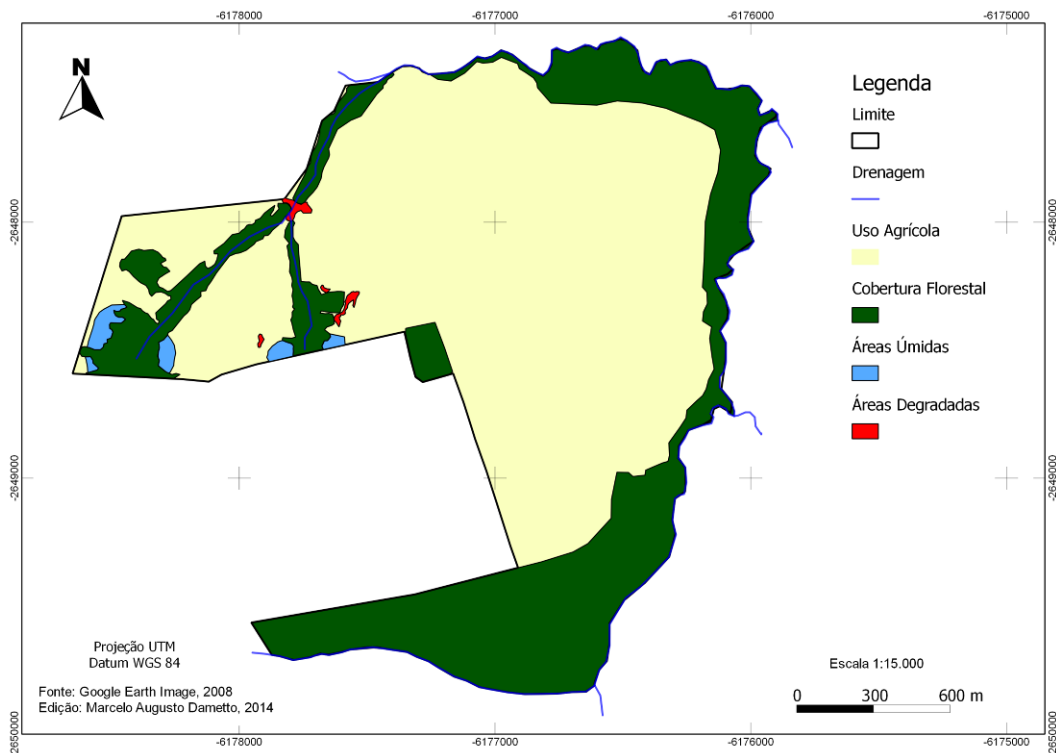 -6178000
-6177000
-6176000
-6175000
N
Legenda
Limite
Drenagem
-2648000
-2648000
Uso Agrícola
Cobertura Florestal
Áreas Úmidas
Áreas Degradadas
-2649000
-2649000
Projeção UTM
Datum WGS 84
Escala 1:15.000
Fonte: Google Earth Image, 2008
Edição: Marcelo Augusto Dametto, 2014
0 300 600 m
-2650000
-2650000
-6178000
-6177000
-6176000
-6175000